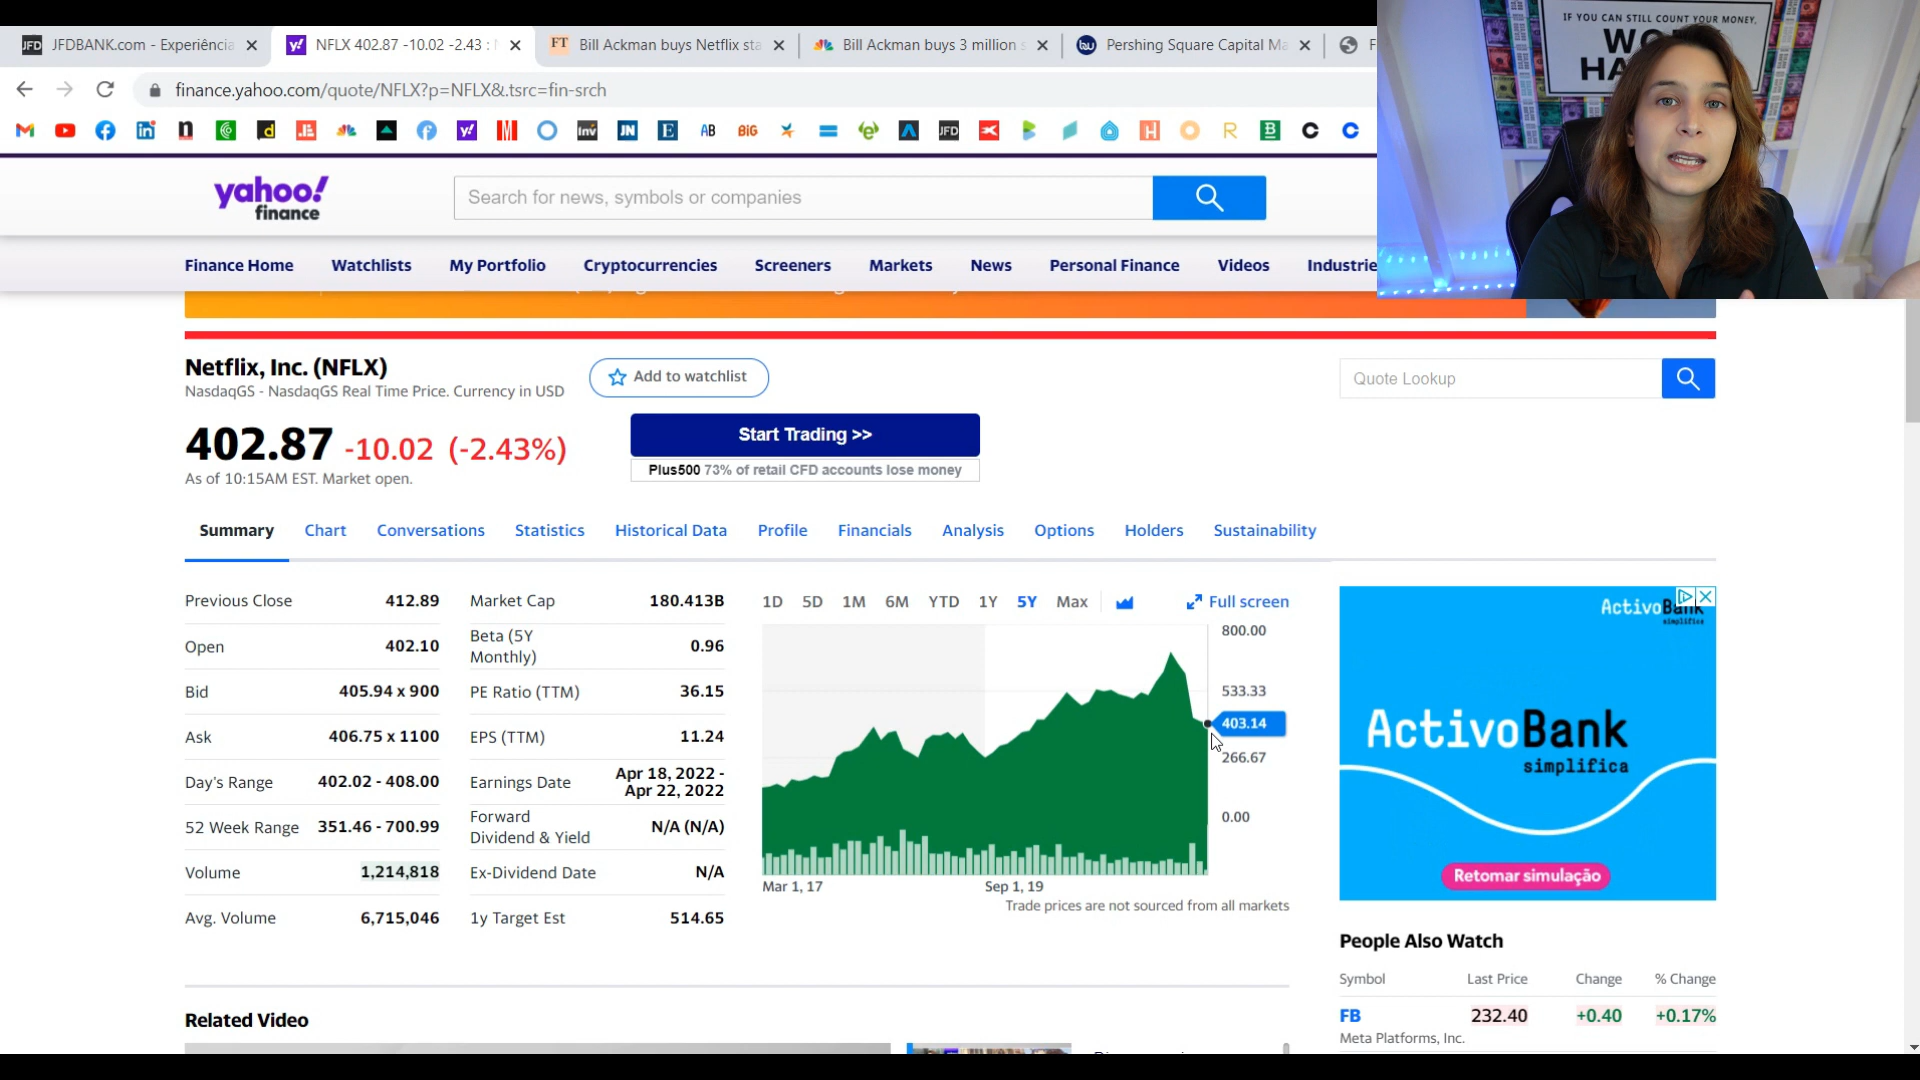 JFD JFDBANK.com - Experiência
NFLX 402.87 -10.02 -2.43 :
FT Bill Ackman buys Netflix sta
Bill Ackman buys 3 million s
Pershing Square Capital Ma
IF YOU CAN STILL COUNT YOUR MONEY,
finance.yahoo.com/quote/NFLX?p=NFLX&.tsrc=fin-srch
yahoo!
finance
Search for news, symbols or companies
Finance Home Watchlists My Portfolio Cryptocurrencies Screeners Markets News Personal Finance Videos Industrie
Netflix, Inc. (NFLX)
NasdaqGS - NasdaqGS Real Time Price. Currency in USD
Add to watchlist
Quote Lookup
402.87 -10.02 (-2.43%)
As of 10:15AM EST. Market open.
Start Trading >>
Plus500 73% of retail CFD accounts lose money
Summary Chart Conversations Statistics Historical Data Profile Financials Analysis Options Holders Sustainability
Previous Close 412.89
Open 402.10
Bid 405.94 x 900
Ask 406.75 x 1100
Day's Range 402.02 - 408.00
52 Week Range 351.46 - 700.99
Volume 1,214,818
Avg. Volume 6,715,046
Market Cap 180.413B
Beta (5Y
Monthly) 0.96
PE Ratio (TTM) 36.15
EPS (TTM) 11.24
Earnings Date Apr 18, 2022 -
Apr 22, 2022
Forward
Dividend & Yield N/A (N/A)
Ex-Dividend Date N/A
1y Target Est 514.65
1D 5D 1M 6M YTD 1Y 5Y Max Full screen
800.00
533.33
403.14
266.67
0.00
Mar 1, 17 Sep 1, 19
Trade prices are not sourced from all markets
ActivoBank
simplifica
ActivoBank
simplifica
Retomar simulação
People Also Watch
Symbol Last Price Change % Change
FB 232.40 +0.40 +0.17%
Meta Platforms, Inc.
Related Video